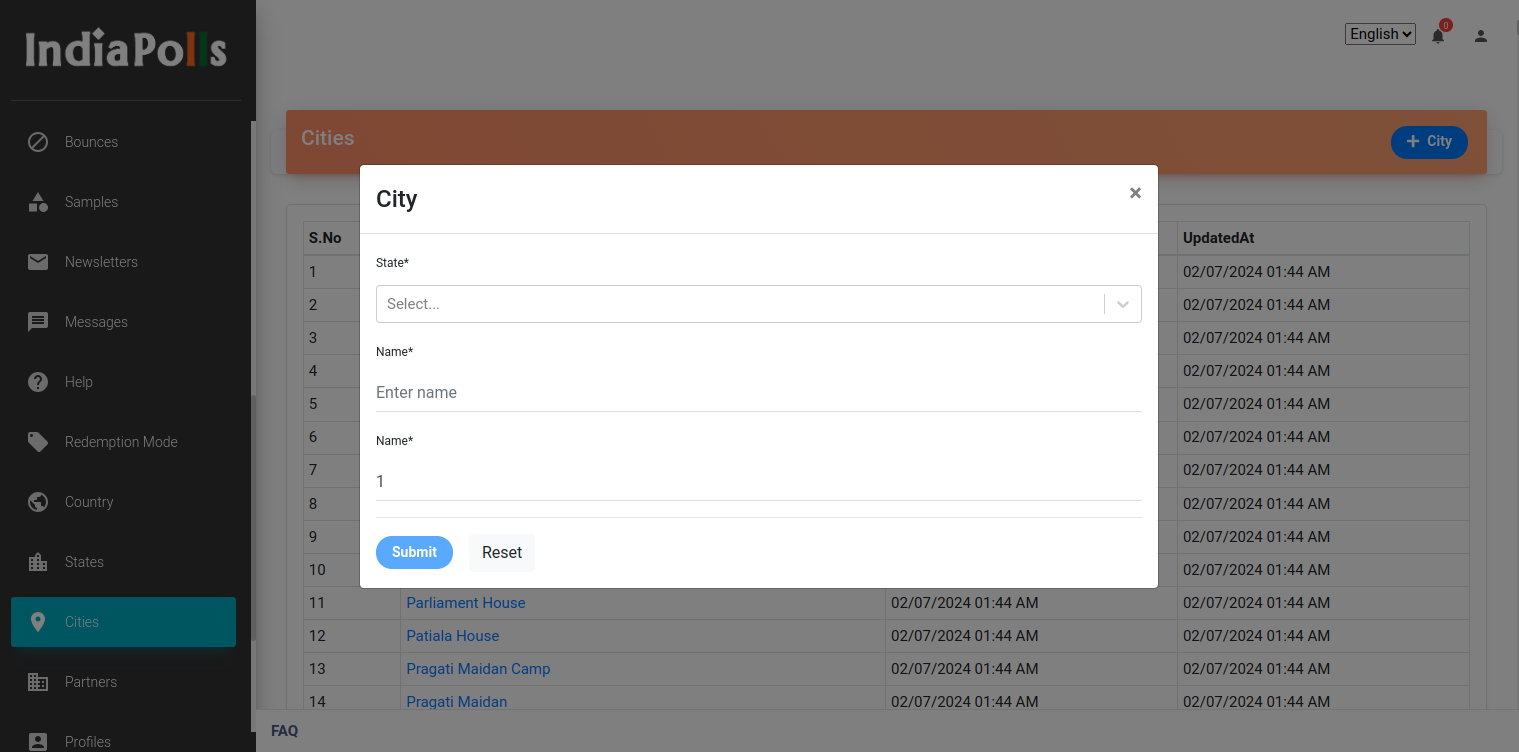 IndiaPolls
English
0
Bounces
Samples
Newsletters
Messages
Help
Redemption Mode
Country
States
Cities
Partners
Profiles
Cities
+ City
City
×
State*
Select...
Name*
Enter name
Name*
1
Submit Reset
S.No UpdatedAt
1 02/07/2024 01:44 AM
2 02/07/2024 01:44 AM
3 02/07/2024 01:44 AM
4 02/07/2024 01:44 AM
5 02/07/2024 01:44 AM
6 02/07/2024 01:44 AM
7 02/07/2024 01:44 AM
8 02/07/2024 01:44 AM
9 02/07/2024 01:44 AM
10 02/07/2024 01:44 AM
11 Parliament House 02/07/2024 01:44 AM 02/07/2024 01:44 AM
12 Patiala House 02/07/2024 01:44 AM 02/07/2024 01:44 AM
13 Pragati Maidan Camp 02/07/2024 01:44 AM 02/07/2024 01:44 AM
14 Pragati Maidan 02/07/2024 01:44 AM 02/07/2024 01:44 AM
FAQ